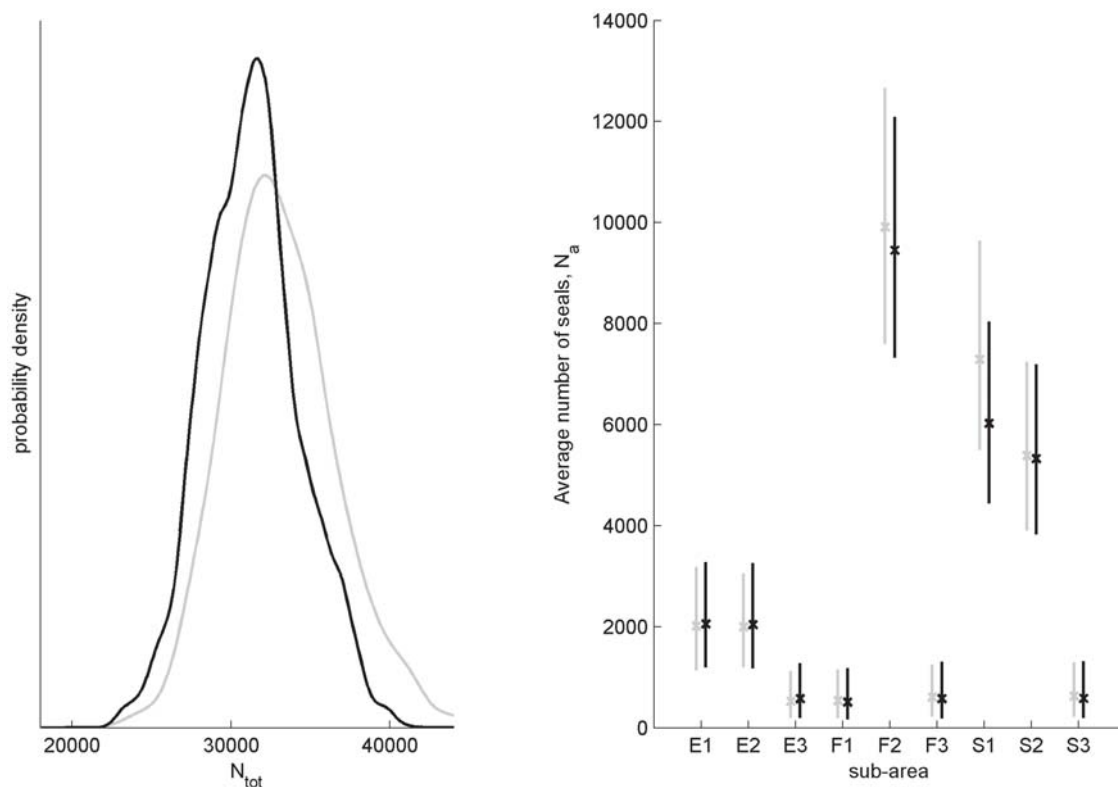 probability density
20000 30000 40000
N_tot
Average number of seals, N_a
14000
12000
10000
8000
6000
4000
2000
0
E1 E2 E3 F1 F2 F3 S1 S2 S3
sub-area